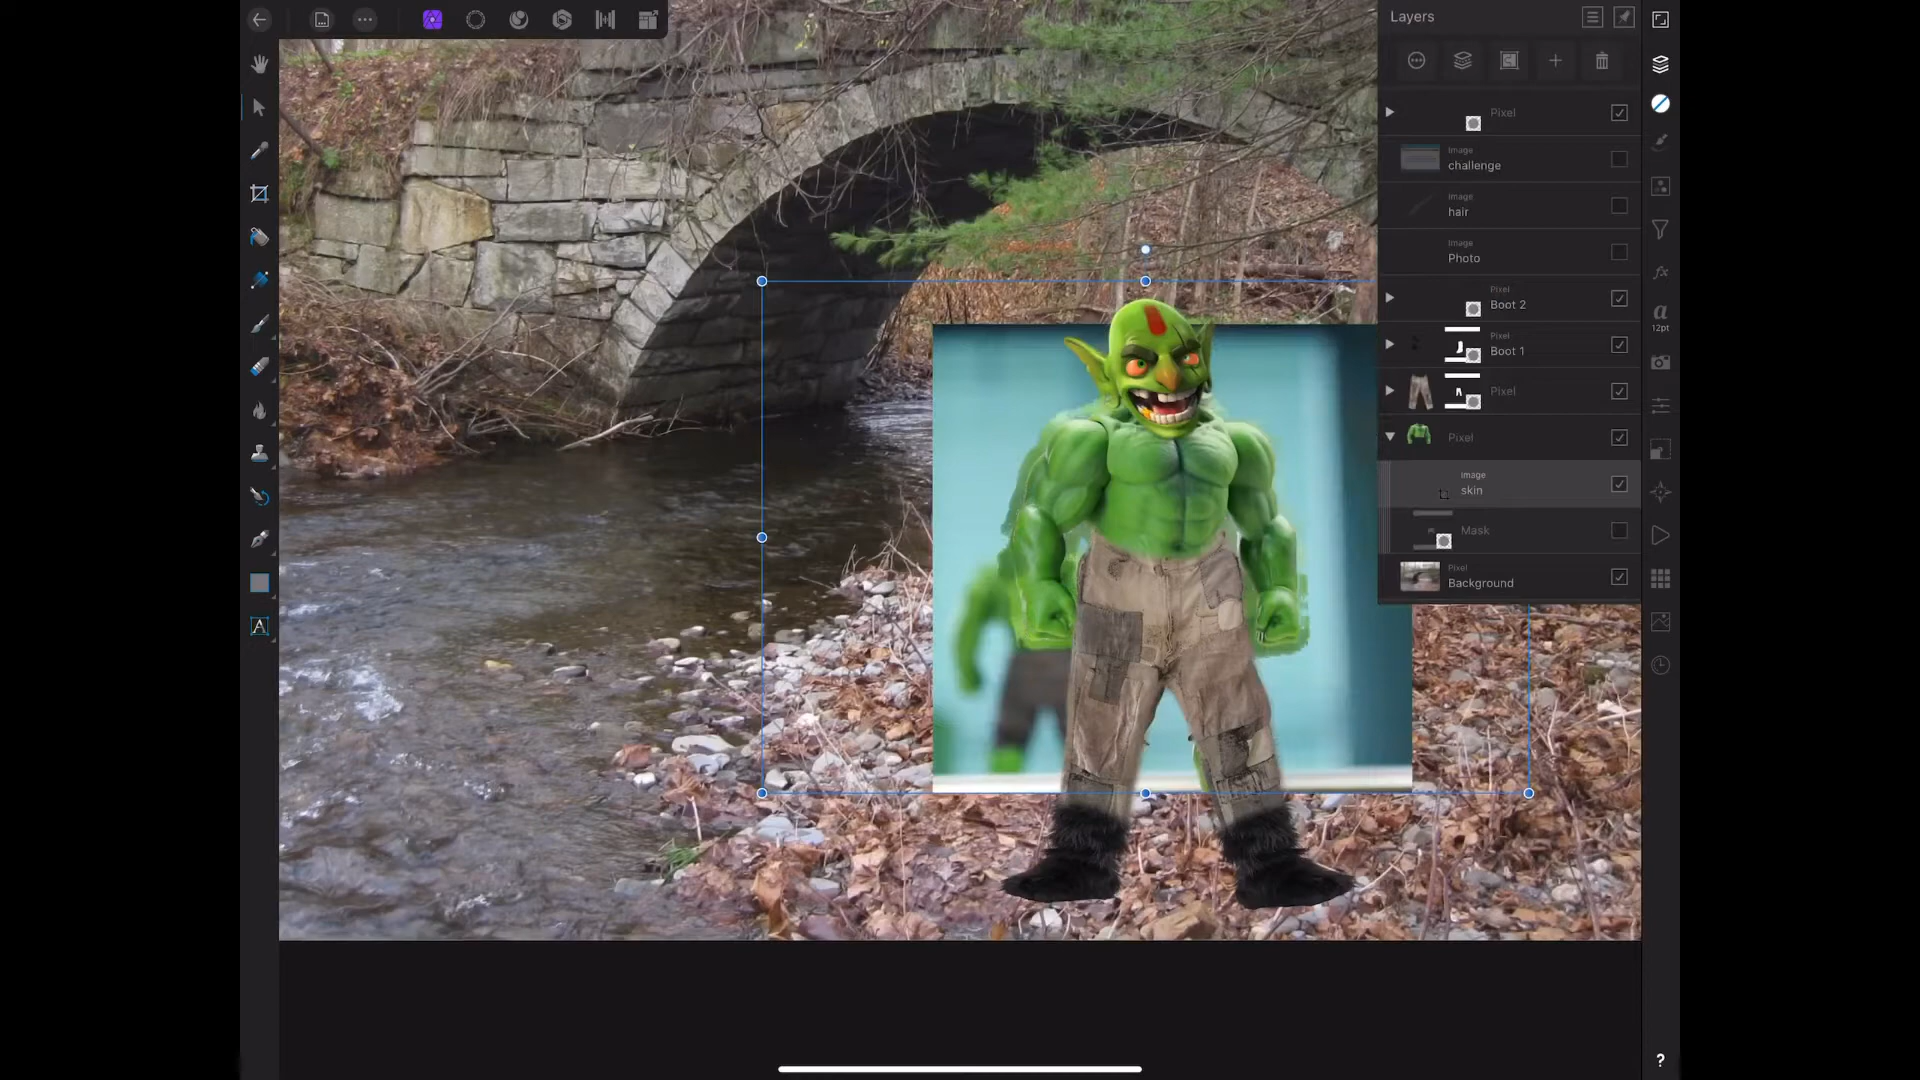 Layers
Pixel
Image
challenge
Image
hair
Image
Photo
Pixel
Boot 2
Pixel
Boot 1
Pixel
Pixel
Image
skin
Mask
Pixel
Background
a
12pt
A
?